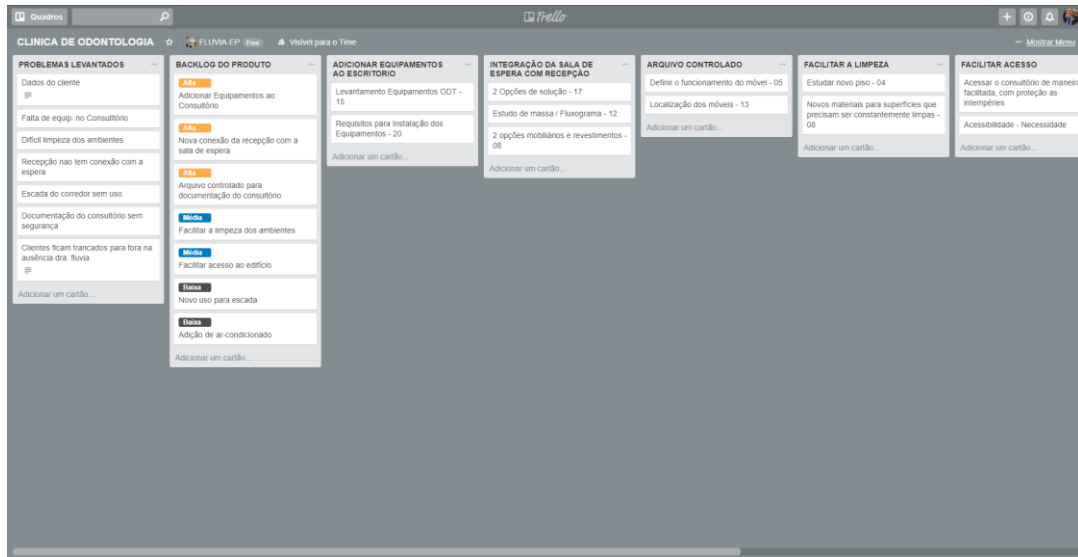 Quadros
Trello
CLINICA DE ODONTOLOGIA
FLUVIA-EP
Free
Visível para o Time
Mostrar Menu
PROBLEMAS LEVANTADOS
Dados do cliente
Falta de equip. no Consultório
Difícil limpeza dos ambientes
Recepção nao tem conexão com a
espera
Escada do corredor sem uso
Documentação do consultório sem
segurança
Clientes ficam trancados para fora na
ausência dra. fluvia
Adicionar um cartão...
BACKLOG DO PRODUTO
Alta
Adicionar Equipamentos ao
Consultório
Alta
Nova conexão da recepção com a
sala de espera
Alta
Arquivo controlado para
documentação do consultório
Média
Facilitar a limpeza dos ambientes
Média
Facilitar acesso ao edifício
Baixa
Novo uso para escada
Baixa
Adição de ar-condicionado
Adicionar um cartão...
ADICIONAR EQUIPAMENTOS
AO ESCRITORIO
Levantamento Equipamentos ODT -
15
Requisitos para Instalação dos
Equipamentos - 20
Adicionar um cartão...
INTEGRAÇÃO DA SALA DE
ESPERA COM RECEPÇÃO
2 Opções de solução - 17
Estudo de massa / Fluxograma - 12
2 opções mobiliários e revestimentos -
08
Adicionar um cartão...
ARQUIVO CONTROLADO
Definir o funcionamento do móvel - 05
Localização dos móveis - 13
Adicionar um cartão...
FACILITAR A LIMPEZA
Estudar novo piso - 04
Novos materiais para superfícies que
precisam ser constantemente limpas -
08
Adicionar um cartão...
FACILITAR ACESSO
Acessar o consultório de maneira
facilitada, com proteção as
intempéries
Acessibilidade - Necessidade
Adicionar um cartão...